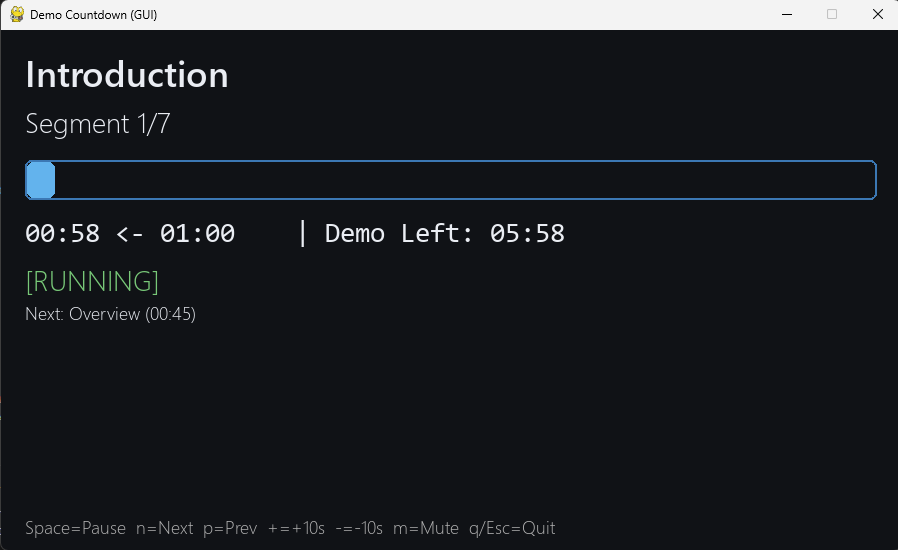 Demo Countdown (GUI)
Introduction
Segment 1/7
00:58 <- 01:00    | Demo Left: 05:58
[RUNNING]
Next: Overview (00:45)
Space=Pause  n=Next  p=Prev  +=+10s  -=-10s  m=Mute  q/Esc=Quit